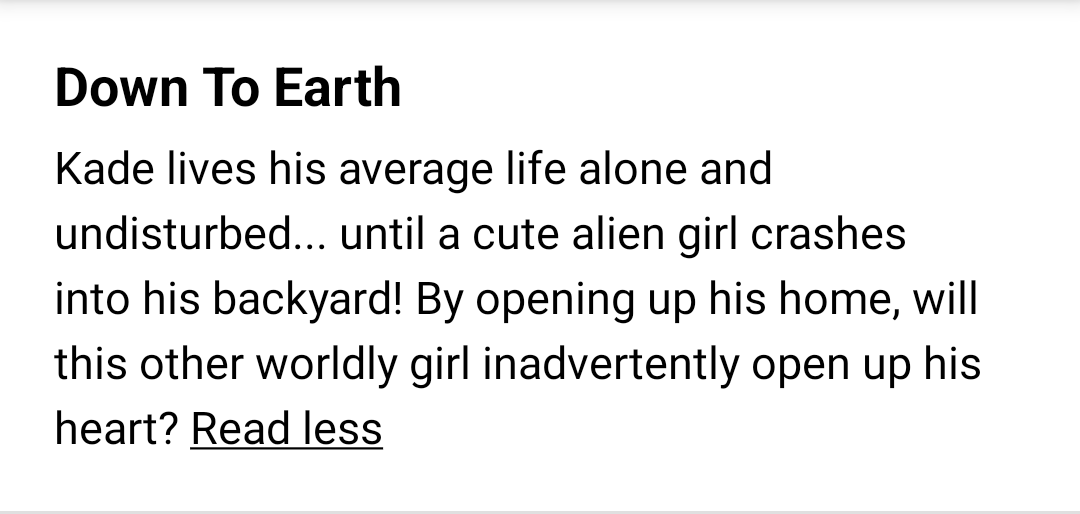 Down To Earth
Kade lives his average life alone and
undisturbed... until a cute alien girl crashes
into his backyard! By opening up his home, will
this other worldly girl inadvertently open up his
heart? Read less